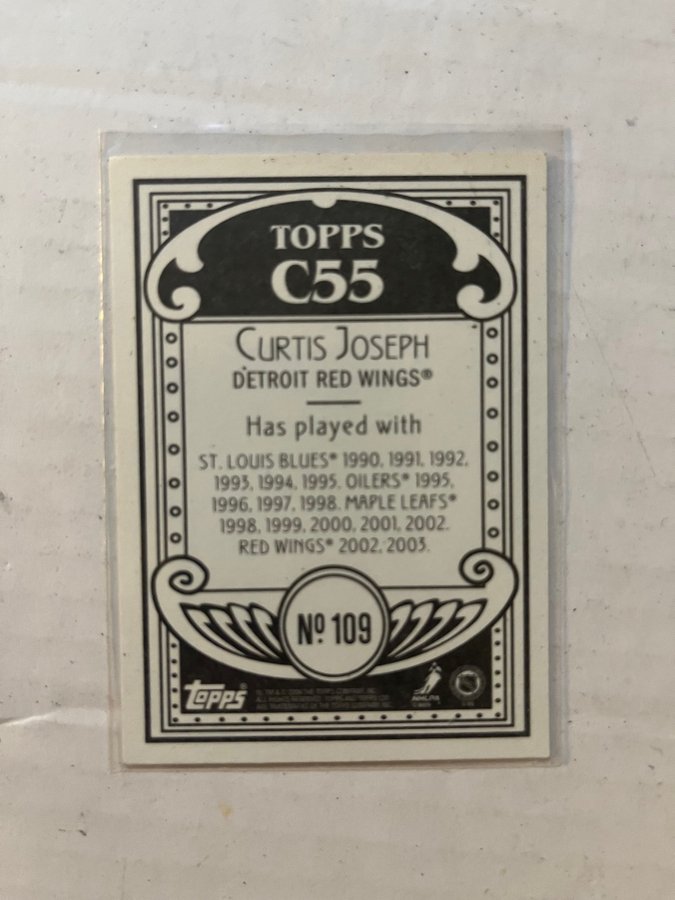 TOPPS
C55
CURTIS JOSEPH
DETROIT RED WINGS®
Has played with
ST. LOUIS BLUES® 1990, 1991, 1992,
1993, 1994, 1995. OILERS® 1995,
1996, 1997, 1998. MAPLE LEAFS®
1998, 1999, 2000, 2001, 2002.
RED WINGS® 2002, 2003.
Nº 109
topps®
NHLPA